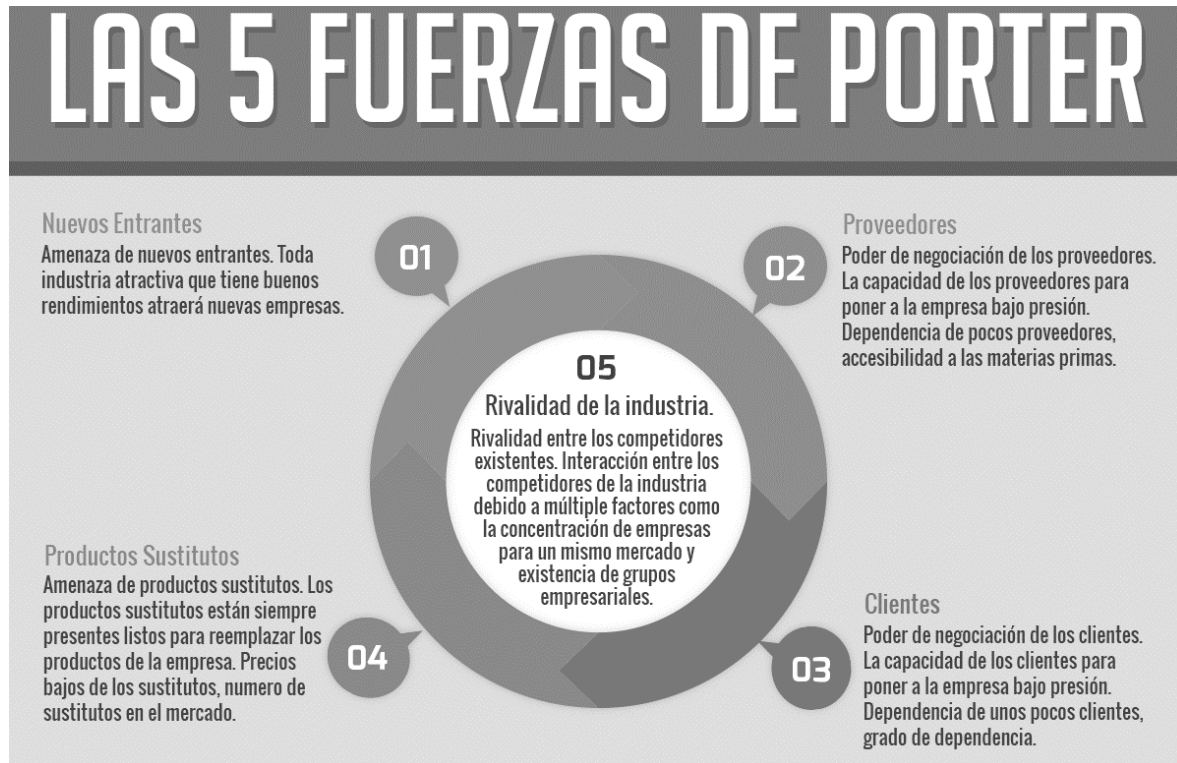 LAS 5 FUERZAS DE PORTER
01
Nuevos Entrantes
Amenaza de nuevos entrantes. Toda
industria atractiva que tiene buenos
rendimientos atraerá nuevas empresas.
02
Proveedores
Poder de negociación de los proveedores.
La capacidad de los proveedores para
poner a la empresa bajo presión.
Dependencia de pocos proveedores,
accesibilidad a las materias primas.
03
Clientes
Poder de negociación de los clientes.
La capacidad de los clientes para
poner a la empresa bajo presión.
Dependencia de unos pocos clientes,
grado de dependencia.
04
Productos Sustitutos
Amenaza de productos sustitutos. Los
productos sustitutos están siempre
presentes listos para reemplazar los
productos de la empresa. Precios
bajos de los sustitutos, numero de
sustitutos en el mercado.
05
Rivalidad de la industria.
Rivalidad entre los competidores
existentes. Interacción entre los
competidores de la industria
debido a múltiple factores como
la concentración de empresas
para un mismo mercado y
existencia de grupos
empresariales.